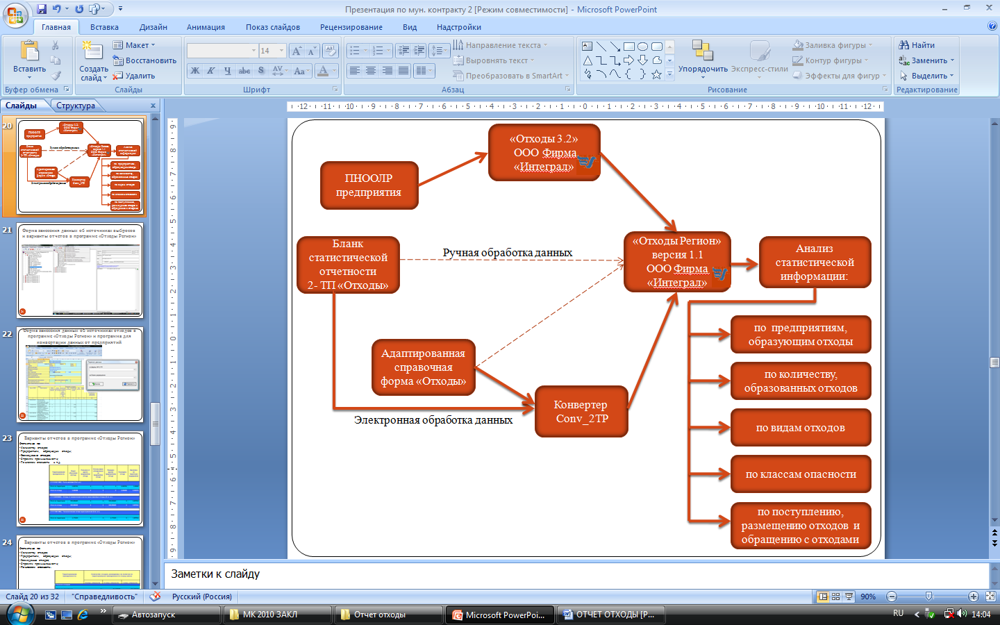 Презентация по мун. контракту 2 [Режим совместимости] - Microsoft PowerPoint
Главная Вставка Дизайн Анимация Показ слайдов Рецензирование Вид Надстройки
Вставить
Буфер обмена
Создать слайд
Макет
Восстановить
Удалить
Слайды
14
Ж К Ч abc S AV Aa А
Шрифт
Направление текста
Выровнять текст
Преобразовать в SmartArt
Абзац
Упорядочить
Экспресс-стили
Заливка фигуры
Контур фигуры
Эффекты для фигур
Рисование
Найти
Заменить
Выделить
Редактирование
Слайды Структура
20
21
Форма занесения данных об источниках выбросов
и варианты отчетов в программе «Отходы Регион»
22
Форма занесения данных об источниках отходов в
программе «Отходы Регион» и программа для
конвертации данных от предприятий
23
Варианты отчетов в программе «Отходы Регион»
24
Варианты отчетов в программе «Отходы Регион»
«Отходы 3.2»
ООО Фирма
«Интеграл»
ПНООЛР
предприятия
Бланк
статистической
отчетности
2- ТП «Отходы»
Ручная обработка данных
«Отходы Регион»
версия 1.1
ООО Фирма
«Интеграл»
Анализ
статистической
информации:
Адаптированная
справочная
форма «Отходы»
Конвертер
Conv_2TP
Электронная обработка данных
по предприятиям,
образующим отходы
по количеству,
образованных отходов
по видам отходов
по классам опасности
по поступлению,
размещению отходов и
обращению с отходами
Заметки к слайду
Слайд 20 из 32 "Справедливость" Русский (Россия) 90%
Автозапуск МК 2010 ЗАКЛ Отчет отходы Microsoft PowerPoi... ОТЧЕТ ОТХОДЫ [Р... RU 14:04